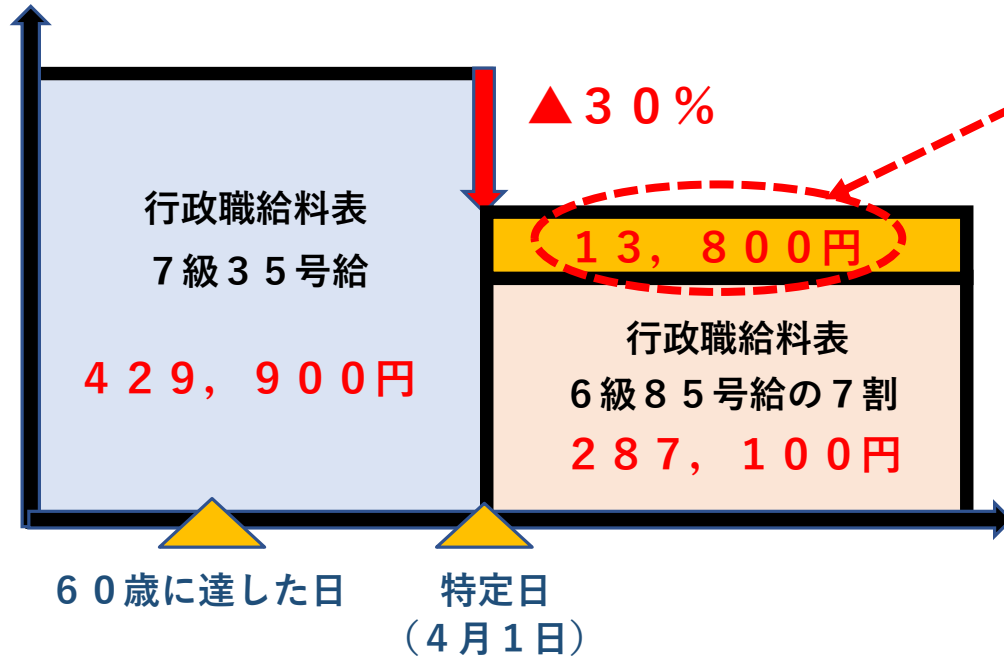 ▲３０%
行政職給料表
７級３５号給
４２９，９００円
１３，８００円
行政職給料表
６級８５号給の７割
２８７，１００円
６０歳に達した日
特定日
（４月１日）